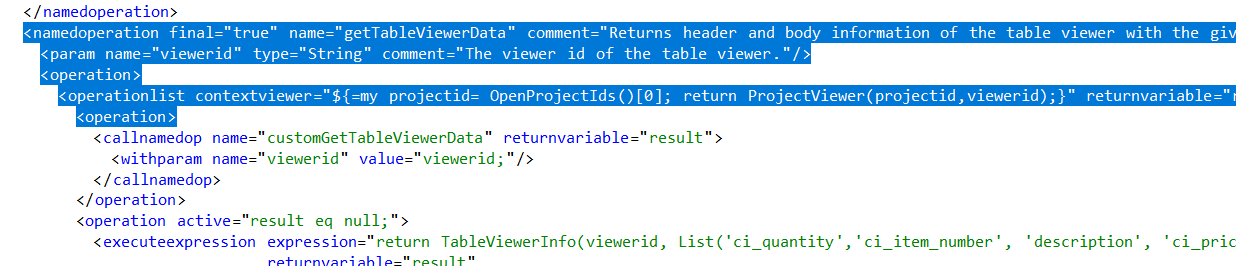 </namedoperation>
<namedoperation final="true" name="getTableViewerData" comment="Returns header and body information of the table viewer with the giv
<param name="viewerid" type="String" comment="The viewer id of the table viewer."/>
<operation>
<operationlist contextviewer="${=my projectid= OpenProjectIds()[0]; return ProjectViewer(projectid,viewerid);}" returnvariable="r
<operation>
<callnamedop name="customGetTableViewerData" returnvariable="result">
<withparam name="viewerid" value="viewerid;"/>
</callnamedop>
</operation>
<operation active="result eq null;">
<executeexpression expression="return TableViewerInfo(viewerid, List('ci_quantity','ci_item_number', 'description', 'ci_pric
returnvariable="result"